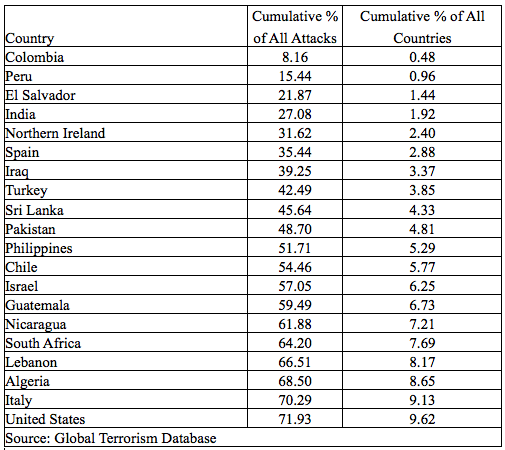 Country Cumulative % of All Attacks Cumulative % of All Countries
Colombia 8.16 0.48
Peru 15.44 0.96
El Salvador 21.87 1.44
India 27.08 1.92
Northern Ireland 31.62 2.40
Spain 35.44 2.88
Iraq 39.25 3.37
Turkey 42.49 3.85
Sri Lanka 45.64 4.33
Pakistan 48.70 4.81
Philippines 51.71 5.29
Chile 54.46 5.77
Israel 57.05 6.25
Guatemala 59.49 6.73
Nicaragua 61.88 7.21
South Africa 64.20 7.69
Lebanon 66.51 8.17
Algeria 68.50 8.65
Italy 70.29 9.13
United States 71.93 9.62
Source: Global Terrorism Database